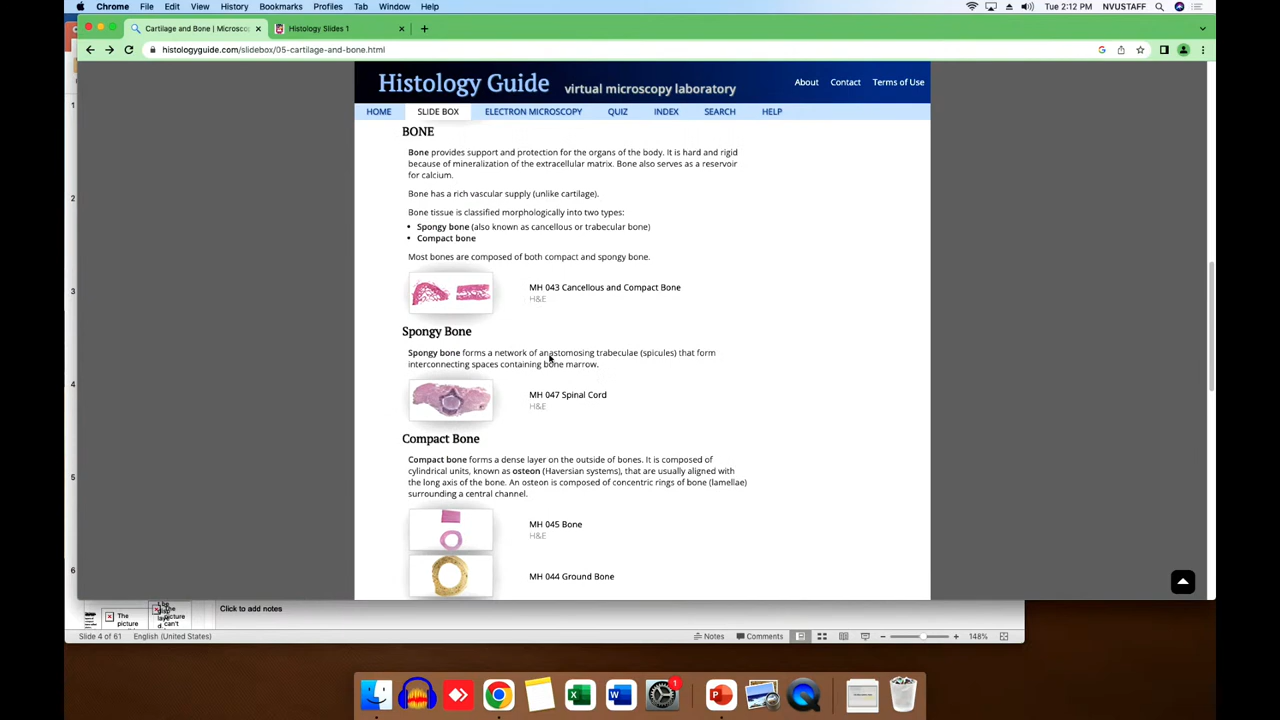 Chrome File Edit View History Bookmarks Profiles Tab Window Help Tue 2:12 PM NVUSTAFF
Cartilage and Bone | Microsc Histology Slides 1
histologyguide.com/slidebox/05-cartilage-and-bone.html
Histology Guide virtual microscopy laboratory About Contact Terms of Use
HOME SLIDE BOX ELECTRON MICROSCOPY QUIZ INDEX SEARCH HELP
BONE
Bone provides support and protection for the organs of the body. It is hard and rigid
because of mineralization of the extracellular matrix. Bone also serves as a reservoir
for calcium.
Bone has a rich vascular supply (unlike cartilage).
Bone tissue is classified morphologically into two types:
• Spongy bone (also known as cancellous or trabecular bone)
• Compact bone
Most bones are composed of both compact and spongy bone.
MH 043 Cancellous and Compact Bone
H&E
Spongy Bone
Spongy bone forms a network of anastomosing trabeculae (spicules) that form
interconnecting spaces containing bone marrow.
MH 047 Spinal Cord
H&E
Compact Bone
Compact bone forms a dense layer on the outside of bones. It is composed of
cylindrical units, known as osteon (Haversian systems), that are usually aligned with
the long axis of the bone. An osteon is composed of concentric rings of bone (lamellae)
surrounding a central channel.
MH 045 Bone
H&E
MH 044 Ground Bone
1
2
3
4
5
6
The
picture
Click to add notes
Slide 4 of 61 English (United States) Notes Comments 148%
1